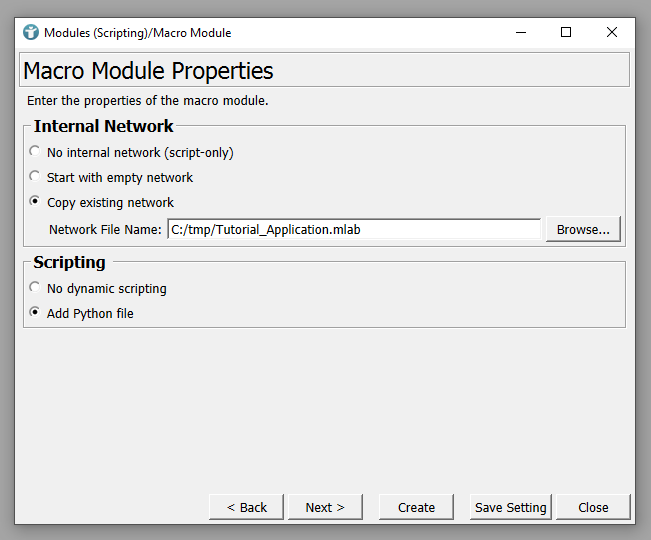 Modules (Scripting)/Macro Module
Macro Module Properties
Enter the properties of the macro module.
Internal Network
No internal network (script-only)
Start with empty network
Copy existing network
Network File Name: C:/tmp/Tutorial_Application.mlab Browse...
Scripting
No dynamic scripting
Add Python file
< Back Next > Create Save Setting Close